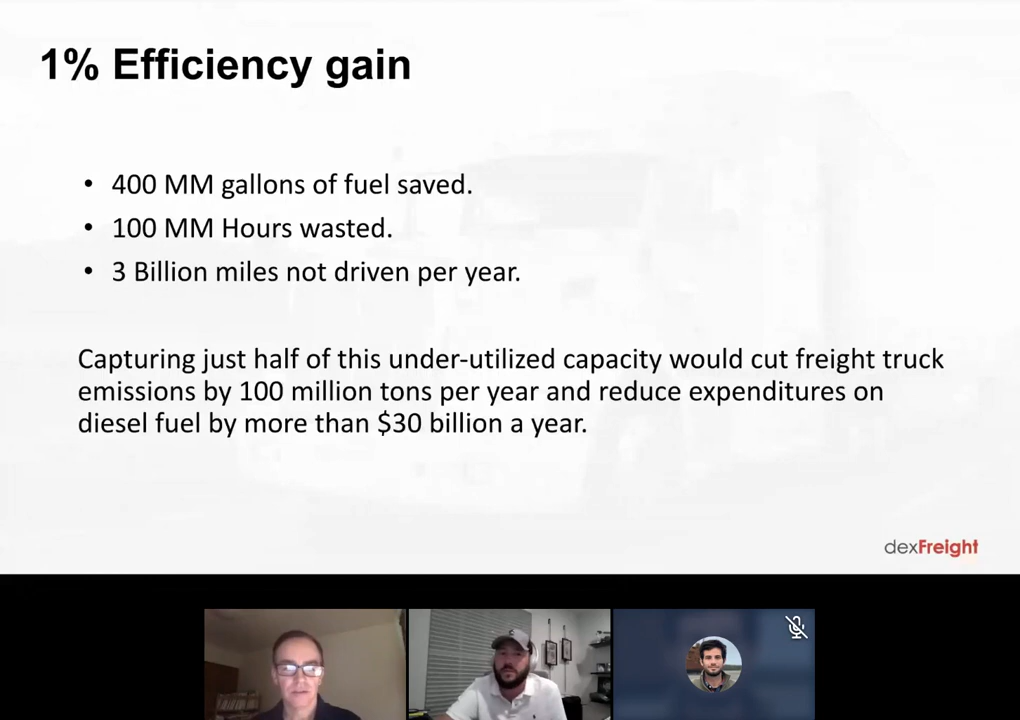 1% Efficiency gain
• 400 MM gallons of fuel saved.
• 100 MM Hours wasted.
• 3 Billion miles not driven per year.
Capturing just half of this under-utilized capacity would cut freight truck
emissions by 100 million tons per year and reduce expenditures on
diesel fuel by more than $30 billion a year.
dexFreight